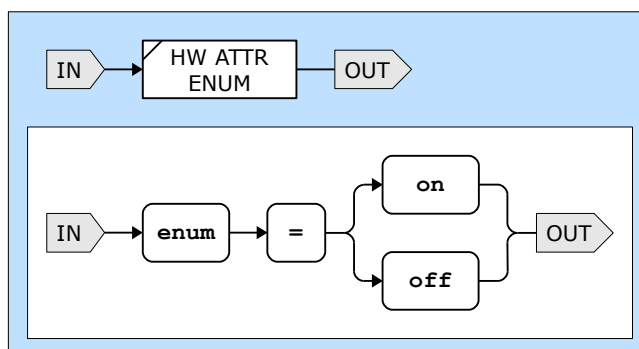 IN
HW ATTR
ENUM
OUT
IN
enum
=
on
off
OUT